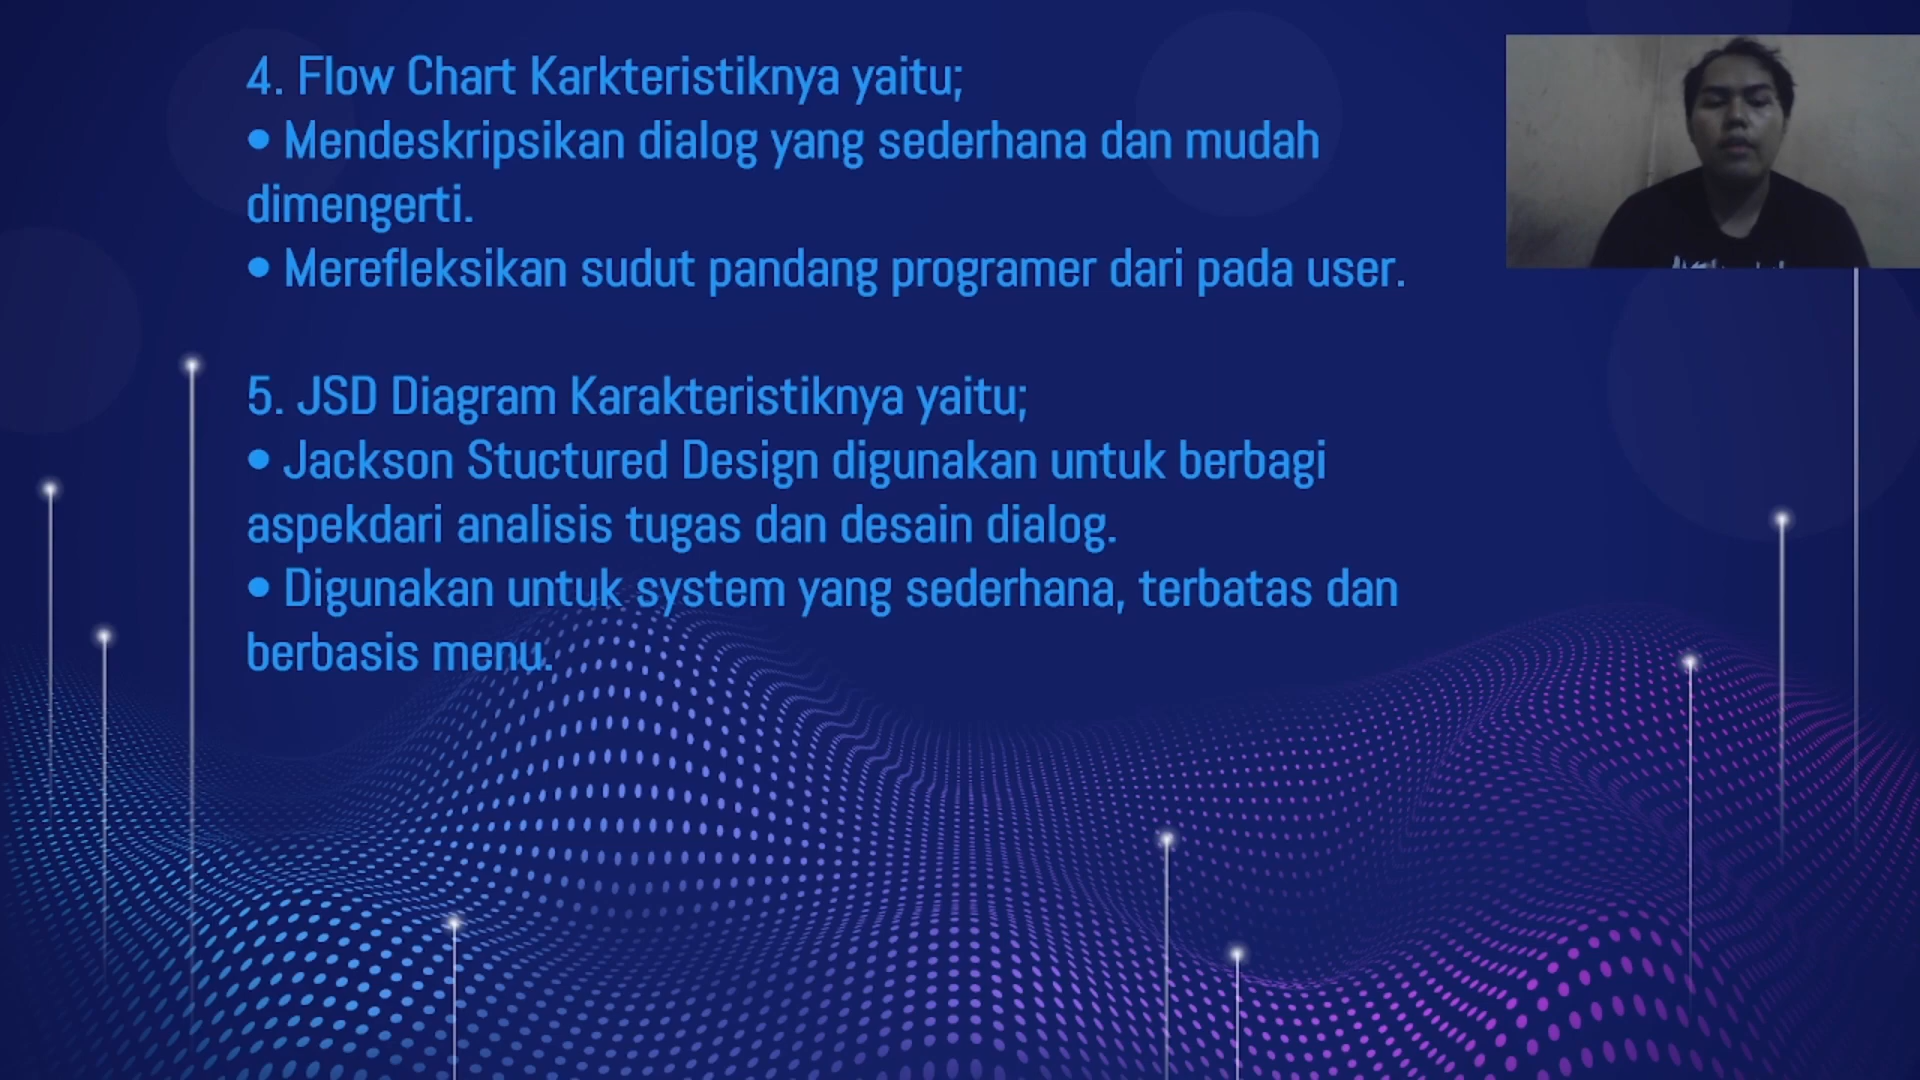 4. Flow Chart Karkteristiknya yaitu;
• Mendeskripsikan dialog yang sederhana dan mudah
dimengerti.
• Merefleksikan sudut pandang programer dari pada user.
5. JSD Diagram Karakteristiknya yaitu;
• Jackson Stuctured Design digunakan untuk berbagi
aspekdari analisis tugas dan desain dialog.
• Digunakan untuk system yang sederhana, terbatas dan
berbasis menu.